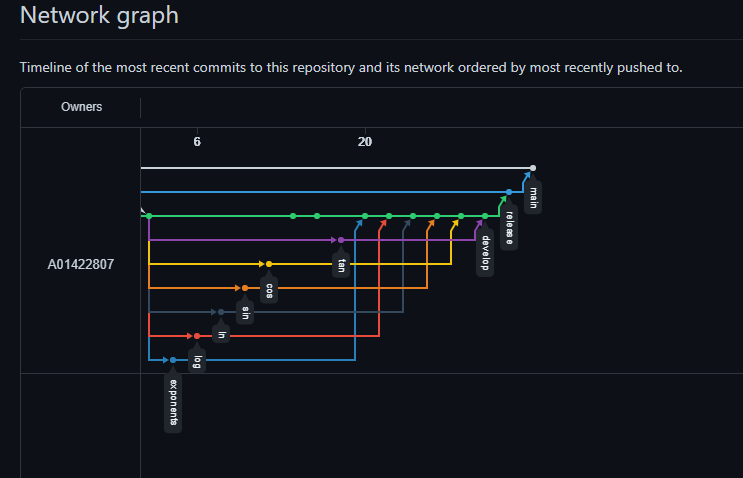 Network graph
Timeline of the most recent commits to this repository and its network ordered by most recently pushed to.
Owners
6
20
main
release
develop
tan
A01422807
cos
sin
ln
log
exponents